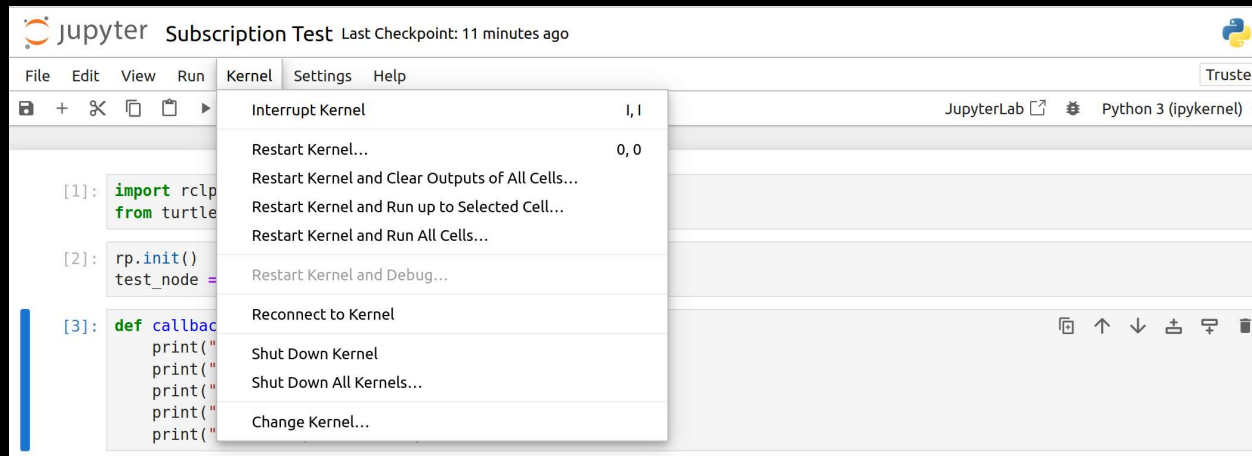 jupyter Subscription Test Last Checkpoint: 11 minutes ago
File Edit View Run Kernel Settings Help
JupyterLab Python 3 (ipykernel)
Interrupt Kernel I, I
Restart Kernel... 0, 0
Restart Kernel and Clear Outputs of All Cells...
Restart Kernel and Run up to Selected Cell...
Restart Kernel and Run All Cells...
Restart Kernel and Debug...
Reconnect to Kernel
Shut Down Kernel
Shut Down All Kernels...
Change Kernel...
[1]: import
from
[2]: rp.init()
test_node =
[3]: def
print("
print("
print("
print("
print("